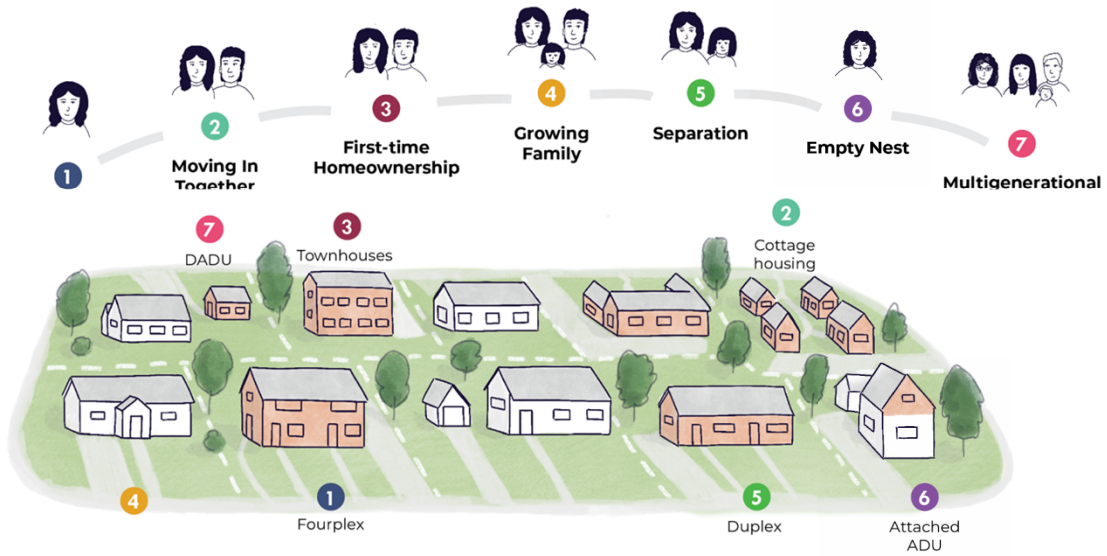 1
2
Moving In
Together
3
First-time
Homeownership
4
Growing
Family
5
Separation
6
Empty Nest
7
Multigenerational
7
DADU
3
Townhouses
2
Cottage
housing
4
1
Fourplex
5
Duplex
6
Attached
ADU